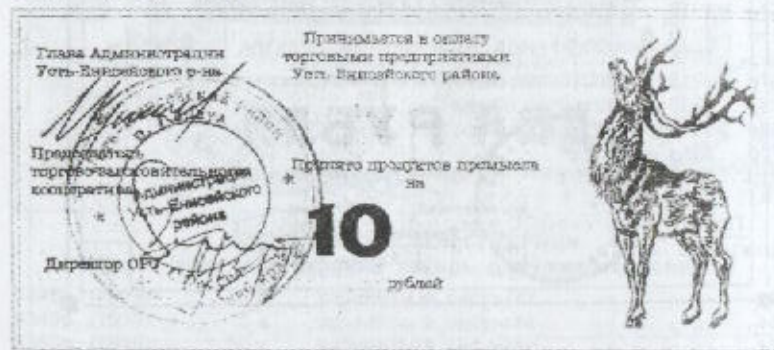 Глава Администрации
Усть-Енисейского р-на
Принимается в оплату
торговыми предприятиями
Усть Енисейского района
Председатель
торгово-заготовительного
кооператива
Администрация
Усть-Енисейского
района
Принято продуктов промысла
на
10
рублей
Директор